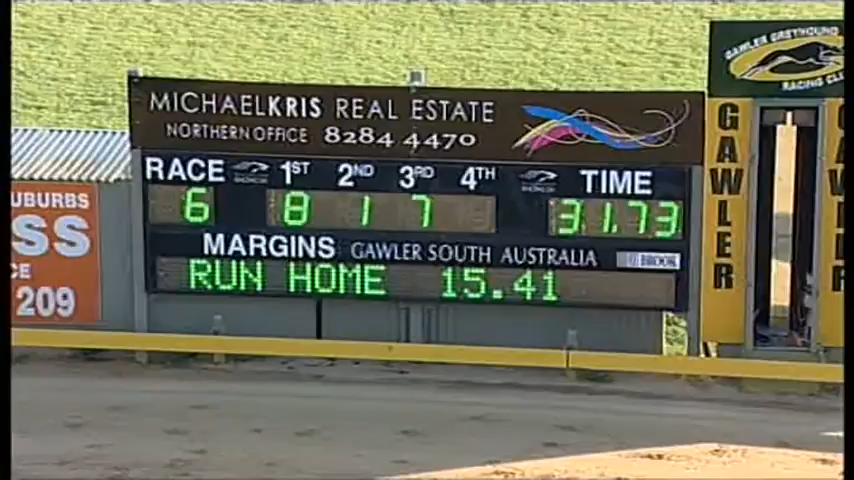 GAWLER GREYHOUND
RACING CLUB
MICHAELKRIS REAL ESTATE
NORTHERN OFFICE 8284 4470
RACE 1ST 2ND 3RD 4TH TIME
6 8 1 7 31.73
MARGINS GAWLER SOUTH AUSTRALIA
RUN HOME 15.41
GAWLER
UBURBS
SS
CE
209